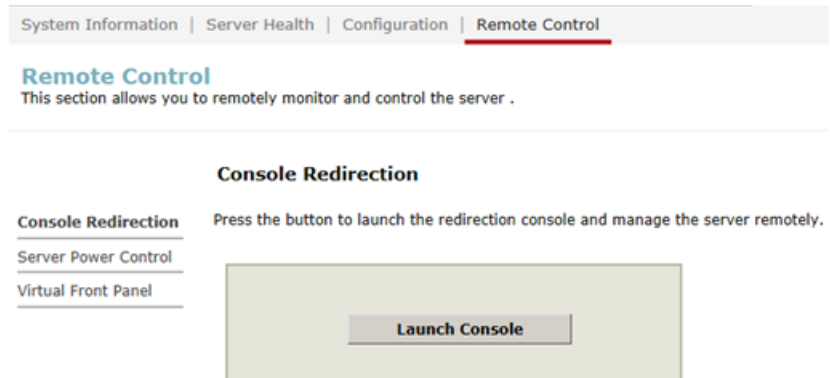 System Information | Server Health | Configuration | Remote Control
Remote Control
This section allows you to remotely monitor and control the server .
Console Redirection
Console Redirection
Server Power Control
Virtual Front Panel
Press the button to launch the redirection console and manage the server remotely.
Launch Console